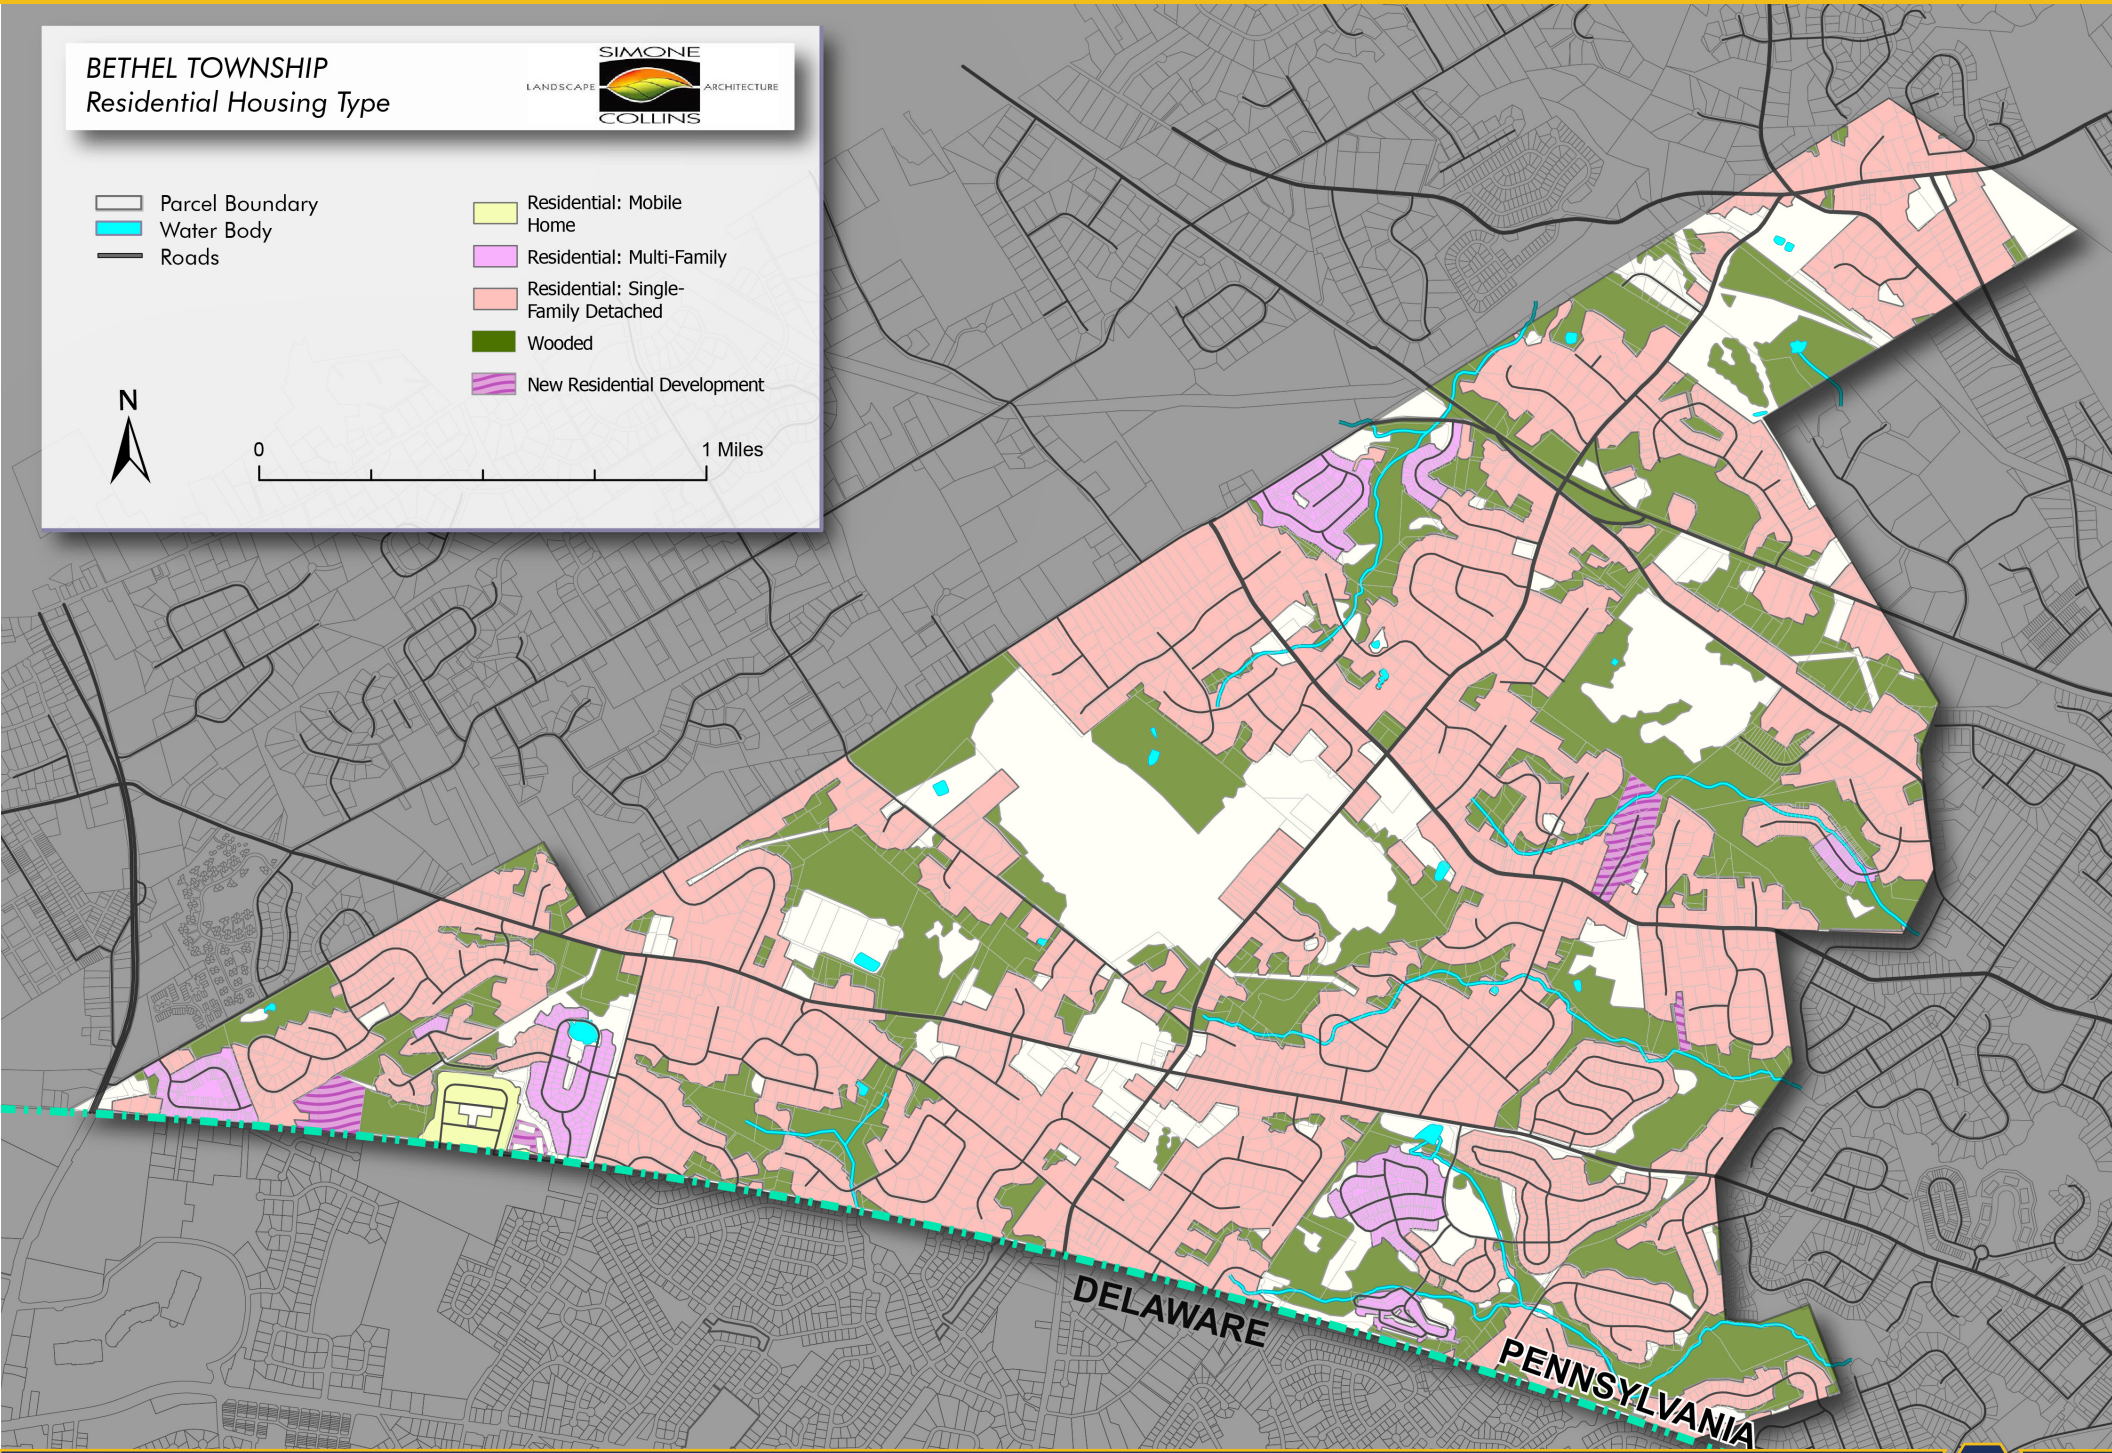 BETHEL TOWNSHIP
Residential Housing Type
SIMONE
LANDSCAPE ARCHITECTURE
COLLINS
Parcel Boundary
Water Body
Roads
Residential: Mobile
Home
Residential: Multi-Family
Residential: Single-
Family Detached
Wooded
New Residential Development
N
0 1 Miles
DELAWARE
PENNSYLVANIA